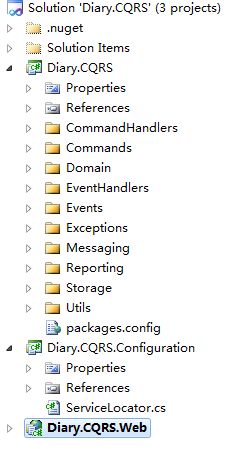 Solution 'Diary.CQRS' (3 projects)
.nuget
Solution Items
Diary.CQRS
Properties
References
CommandHandlers
Commands
Domain
EventHandlers
Events
Exceptions
Messaging
Reporting
Storage
Utils
packages.config
Diary.CQRS.Configuration
Properties
References
ServiceLocator.cs
Diary.CQRS.Web